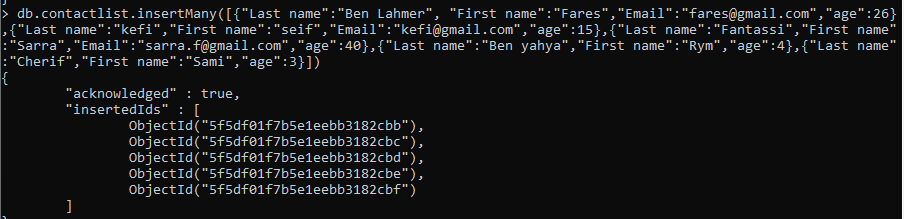 > db.contactlist.insertMany([{"Last name":"Ben Lahmer", "First name":"Fares","Email":"fares@gmail.com","age":26}
,{"Last name":"kefi","First name":"seif","Email":"kefi@gmail.com","age":15},{"Last name":"Fantassi","First name"
:"Sarra","Email":"sarra.f@gmail.com","age":40},{"Last name":"Ben yahya","First name":"Rym","age":4},{"Last name"
:"Cherif","First name":"Sami","age":3}])
{
        "acknowledged" : true,
        "insertedIds" : [
                ObjectId("5f5df01f7b5e1eebb3182cbb"),
                ObjectId("5f5df01f7b5e1eebb3182cbc"),
                ObjectId("5f5df01f7b5e1eebb3182cbd"),
                ObjectId("5f5df01f7b5e1eebb3182cbe"),
                ObjectId("5f5df01f7b5e1eebb3182cbf")
        ]